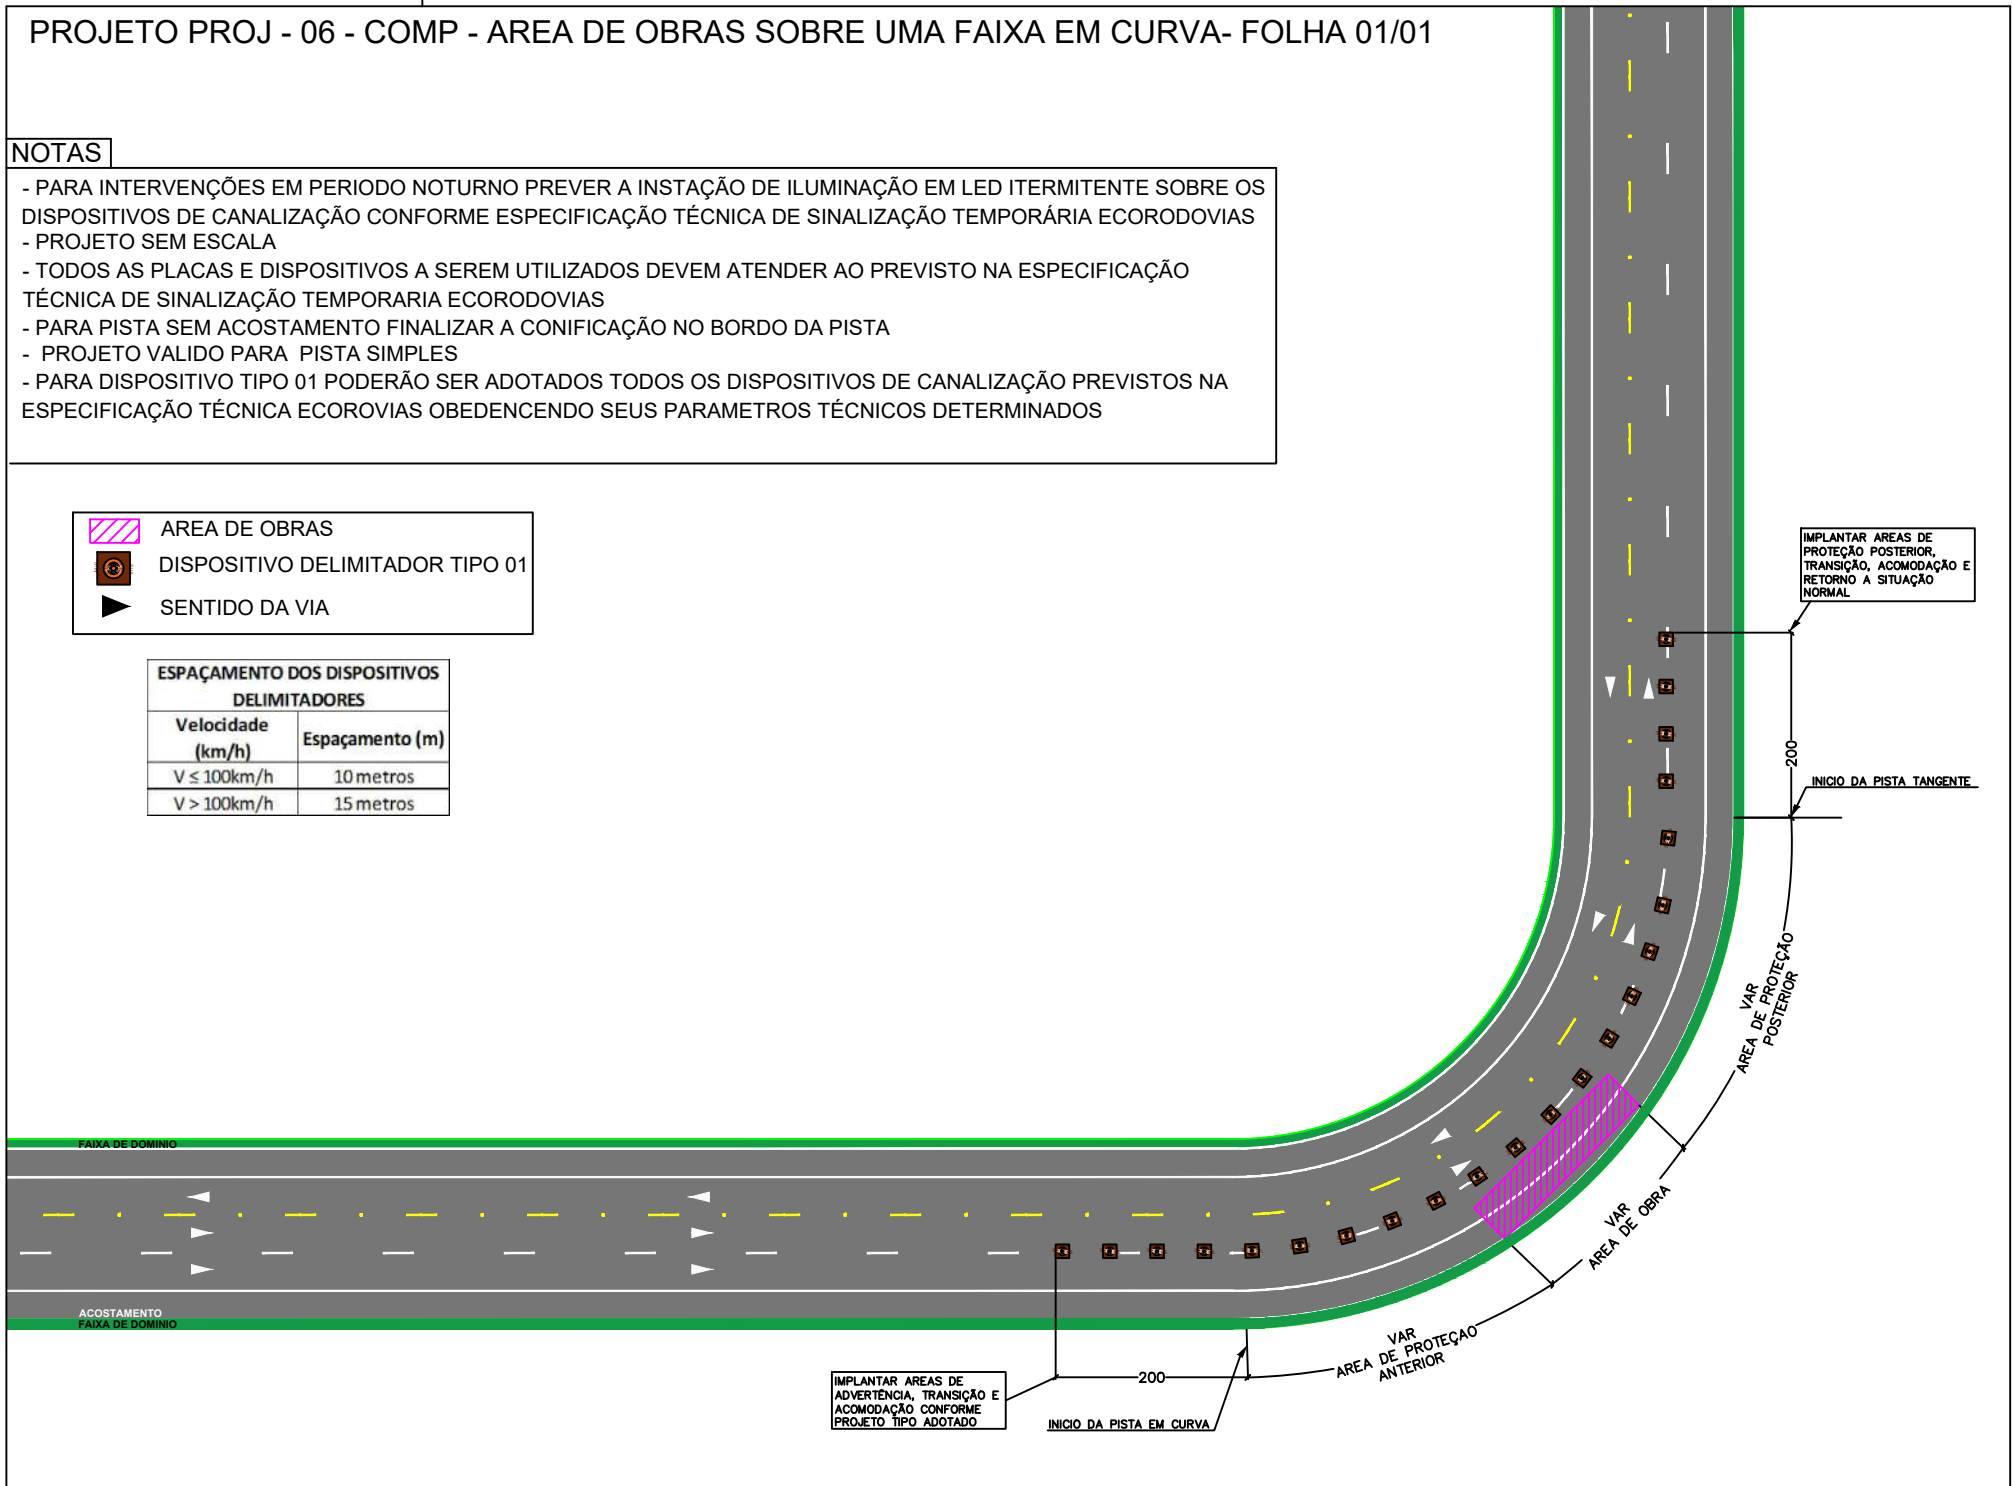 PROJETO PROJ - 06 - COMP - AREA DE OBRAS SOBRE UMA FAIXA EM CURVA- FOLHA 01/01
NOTAS
- PARA INTERVENÇÕES EM PERIODO NOTURNO PREVER A INSTAÇÃO DE ILUMINAÇÃO EM LED ITERMITENTE SOBRE OS
DISPOSITIVOS DE CANALIZAÇÃO CONFORME ESPECIFICAÇÃO TÉCNICA DE SINALIZAÇÃO TEMPORÁRIA ECORODOVIAS
- PROJETO SEM ESCALA
- TODOS AS PLACAS E DISPOSITIVOS A SEREM UTILIZADOS DEVEM ATENDER AO PREVISTO NA ESPECIFICAÇÃO
TÉCNICA DE SINALIZAÇÃO TEMPORARIA ECORODOVIAS
- PARA PISTA SEM ACOSTAMENTO FINALIZAR A CONIFICAÇÃO NO BORDO DA PISTA
- PROJETO VALIDO PARA PISTA SIMPLES
- PARA DISPOSITIVO TIPO 01 PODERÃO SER ADOTADOS TODOS OS DISPOSITIVOS DE CANALIZAÇÃO PREVISTOS NA
ESPECIFICAÇÃO TÉCNICA ECOROVIAS OBEDENCENDO SEUS PARAMETROS TÉCNICOS DETERMINADOS
AREA DE OBRAS
DISPOSITIVO DELIMITADOR TIPO 01
SENTIDO DA VIA
ESPAÇAMENTO DOS DISPOSITIVOS
DELIMITADORES
Velocidade
(km/h)
Espaçamento (m)
V ≤ 100km/h 10 metros
V > 100km/h 15 metros
IMPLANTAR AREAS DE
PROTEÇÃO POSTERIOR,
TRANSIÇÃO, ACOMODAÇÃO E
RETORNO A SITUAÇÃO
NORMAL
200
INICIO DA PISTA TANGENTE
VAR
AREA DE PROTEÇÃO
POSTERIOR
VAR
AREA DE OBRA
VAR
AREA DE PROTEÇAO
ANTERIOR
FAIXA DE DOMINIO
ACOSTAMENTO
FAIXA DE DOMINIO
200
IMPLANTAR AREAS DE
ADVERTÊNCIA, TRANSIÇÃO E
ACOMODAÇÃO CONFORME
PROJETO TIPO ADOTADO
INICIO DA PISTA EM CURVA